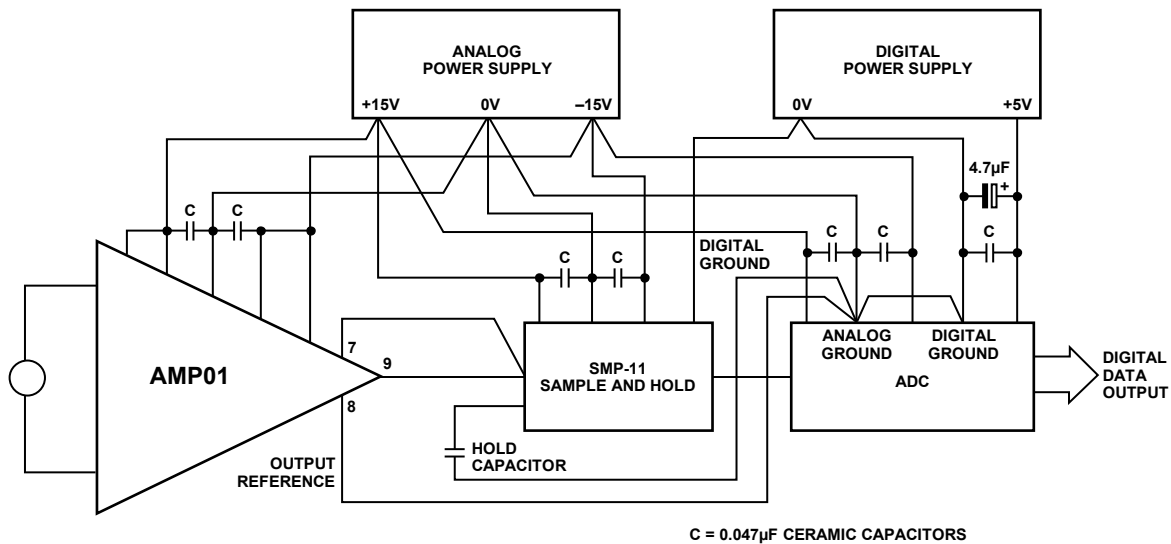 ANALOG
POWER SUPPLY
+15V
0V
–15V
DIGITAL
POWER SUPPLY
0V
+5V
4.7µF
+
C
C
C
C
C
C
C
DIGITAL
GROUND
AMP01
7
9
8
SMP-11
SAMPLE AND HOLD
ANALOG
GROUND
DIGITAL
GROUND
ADC
DIGITAL
DATA
OUTPUT
HOLD
CAPACITOR
OUTPUT
REFERENCE
C = 0.047µF CERAMIC CAPACITORS